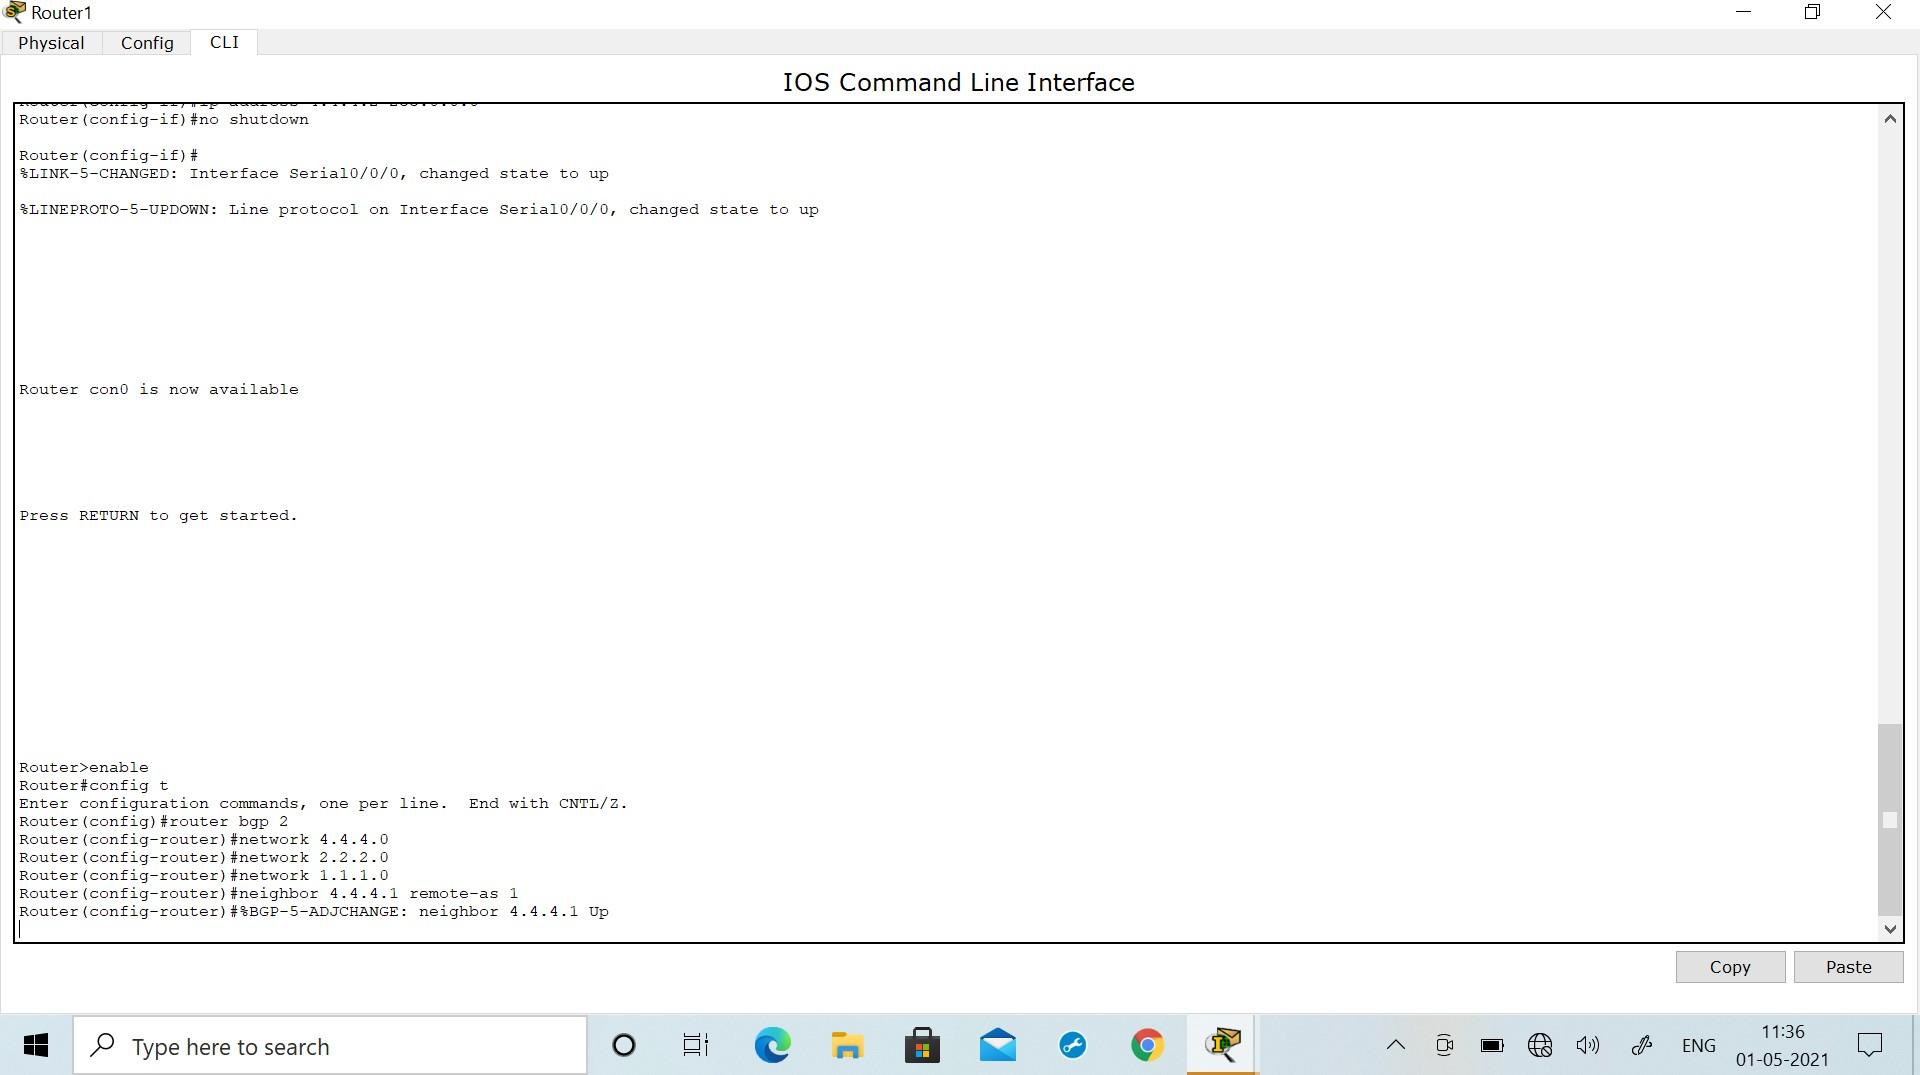 Router1
Physical
Config
CLI
IOS Command Line Interface
Router(config-if)#no shutdown
Router(config-if)#
%LINK-5-CHANGED: Interface Serial0/0/0, changed state to up
%LINEPROTO-5-UPDOWN: Line protocol on Interface Serial0/0/0, changed state to up
Router con0 is now available
Press RETURN to get started.
Router>enable
Router#config t
Enter configuration commands, one per line.  End with CNTL/Z.
Router(config)#router bgp 2
Router(config-router)#network 4.4.4.0
Router(config-router)#network 2.2.2.0
Router(config-router)#network 1.1.1.0
Router(config-router)#neighbor 4.4.4.1 remote-as 1
Router(config-router)#%BGP-5-ADJCHANGE: neighbor 4.4.4.1 Up
Copy
Paste
Type here to search
ENG
11:36
01-05-2021